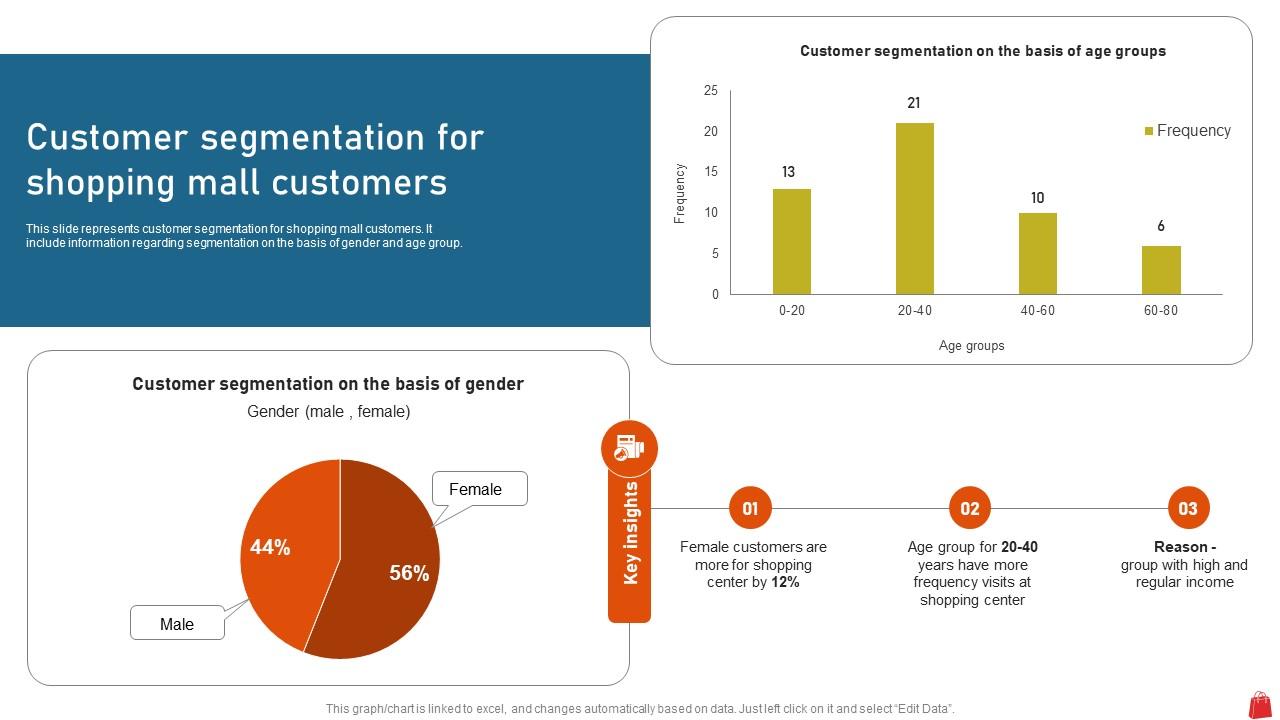 Customer segmentation for
shopping mall customers
This slide represents customer segmentation for shopping mall customers. It
include information regarding segmentation on the basis of gender and age group.
Customer segmentation on the basis of age groups
25
20
15
10
5
0
Frequency
13
21
10
6
Frequency
0-20
20-40
40-60
60-80
Age groups
Customer segmentation on the basis of gender
Gender (male , female)
Female
44%
56%
Male
Key insights
01
Female customers are
more for shopping
center by 12%
02
Age group for 20-40
years have more
frequency visits at
shopping center
03
Reason -
group with high and
regular income
This graph/chart is linked to excel, and changes automatically based on data. Just left click on it and select “Edit Data”.